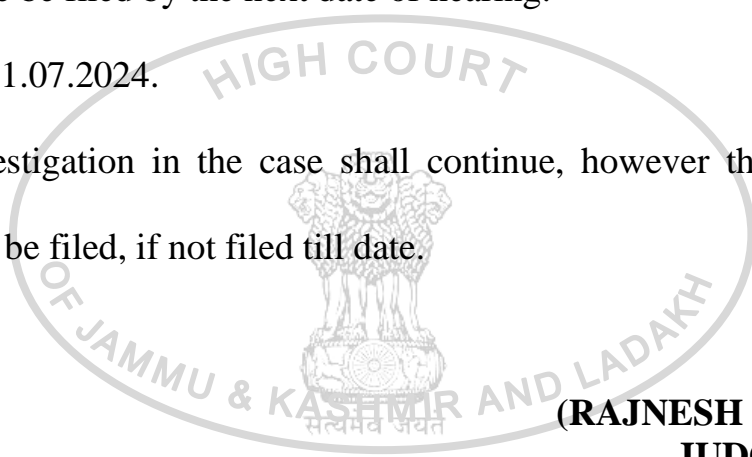 be filed by the next date of hearing.
1.07.2024.
estigation in the case shall continue, however th
be filed, if not filed till date.
HIGH COURT
OF JAMMU & KASHMIR AND LADAKH
सत्यमेव जयते
(RAJNESH
JUD